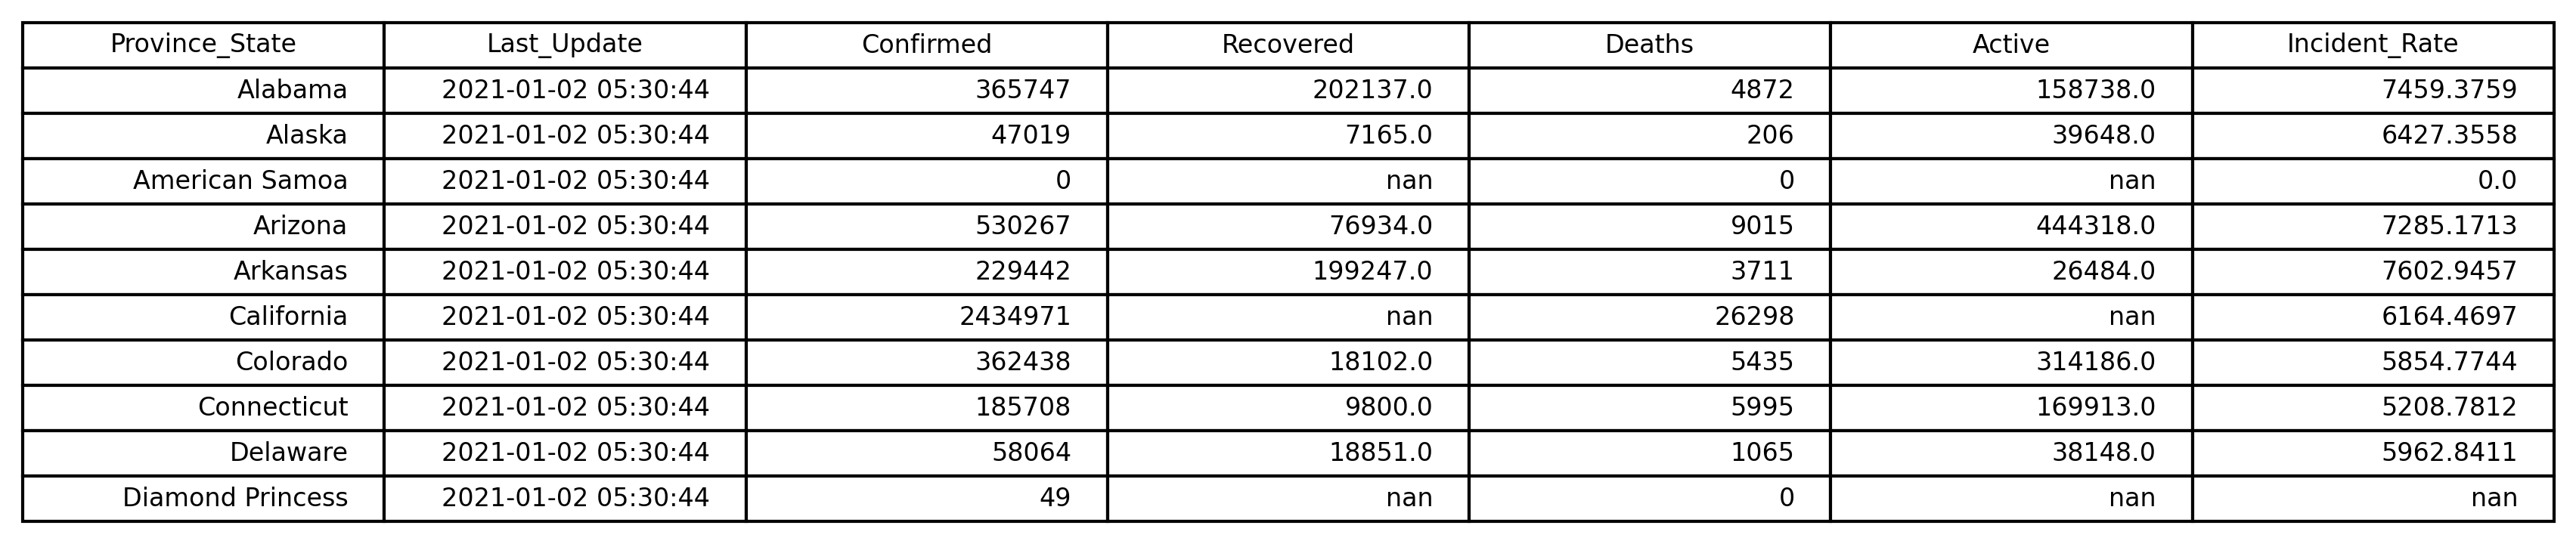 Province_State Last_Update Confirmed Recovered Deaths Active Incident_Rate
Alabama 2021-01-02 05:30:44 365747 202137.0 4872 158738.0 7459.3759
Alaska 2021-01-02 05:30:44 47019 7165.0 206 39648.0 6427.3558
American Samoa 2021-01-02 05:30:44 0 nan 0 nan 0.0
Arizona 2021-01-02 05:30:44 530267 76934.0 9015 444318.0 7285.1713
Arkansas 2021-01-02 05:30:44 229442 199247.0 3711 26484.0 7602.9457
California 2021-01-02 05:30:44 2434971 nan 26298 nan 6164.4697
Colorado 2021-01-02 05:30:44 362438 18102.0 5435 314186.0 5854.7744
Connecticut 2021-01-02 05:30:44 185708 9800.0 5995 169913.0 5208.7812
Delaware 2021-01-02 05:30:44 58064 18851.0 1065 38148.0 5962.8411
Diamond Princess 2021-01-02 05:30:44 49 nan 0 nan nan